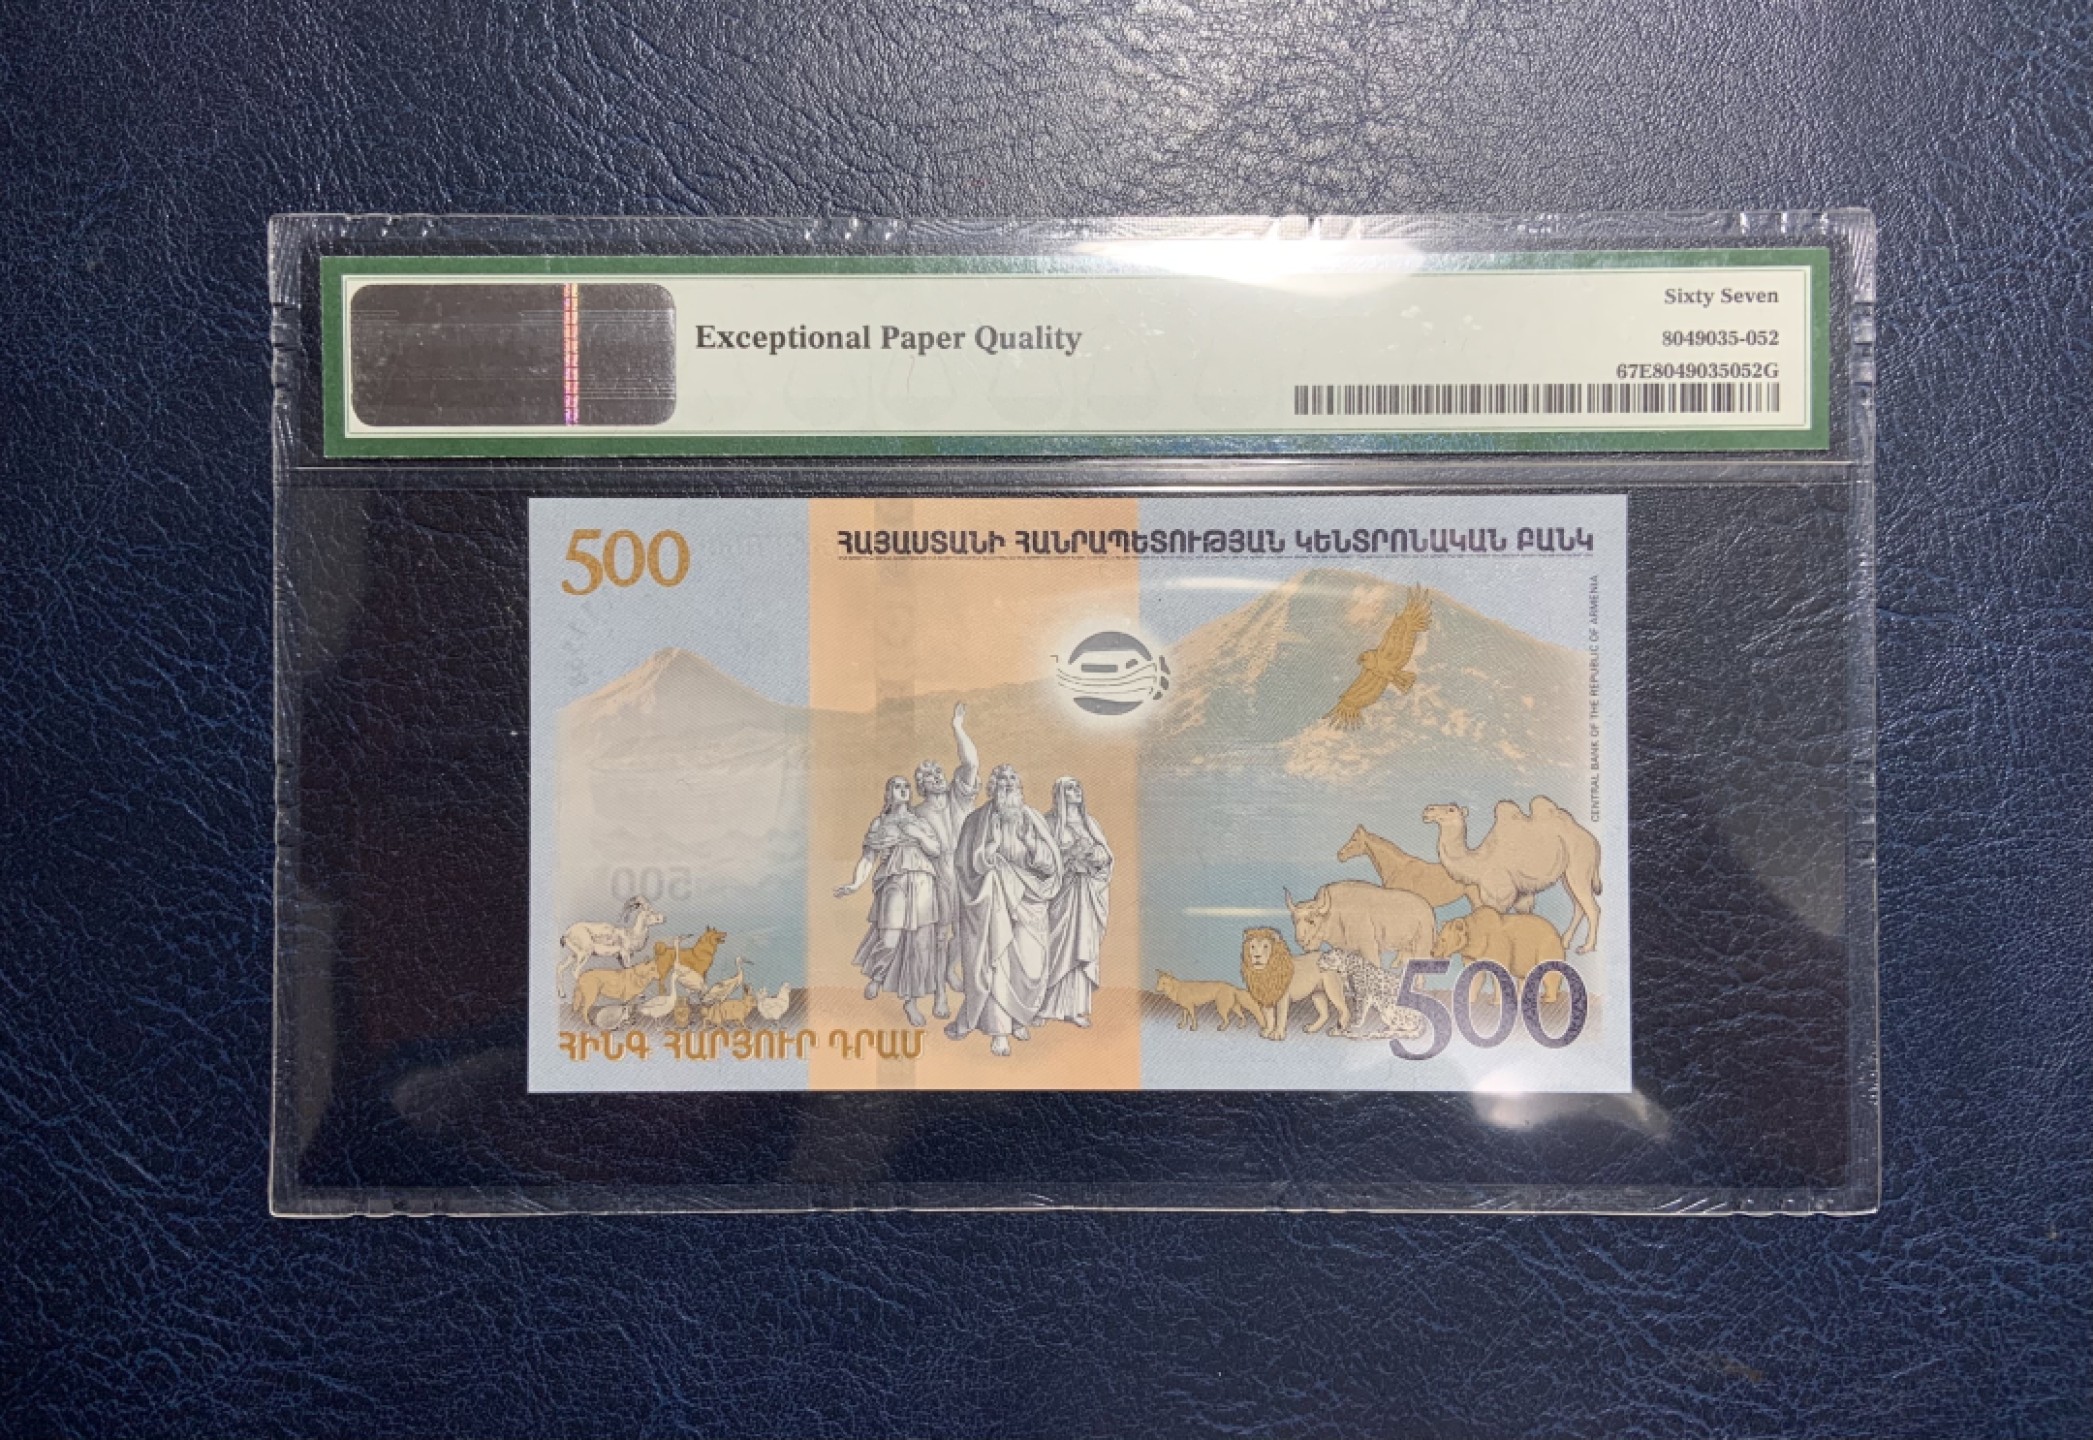 Sixty Seven
Exceptional Paper Quality
8049035-052
67E8049035052G
500
ՀԱՅԱՍՏԱՆԻ ՀԱՆՐԱՊԵՏՈՒԹՅԱՆ ԿԵՆՏՐՈՆԱԿԱՆ ԲԱՆԿ
CENTRAL BANK OF THE REPUBLIC OF ARMENIA
500
500
ՀԻՆԳ ՀԱՐՅՈՒՐ ԴՐԱՄ